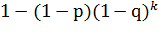 1 − (1 − p)(1 − q)ᵏ